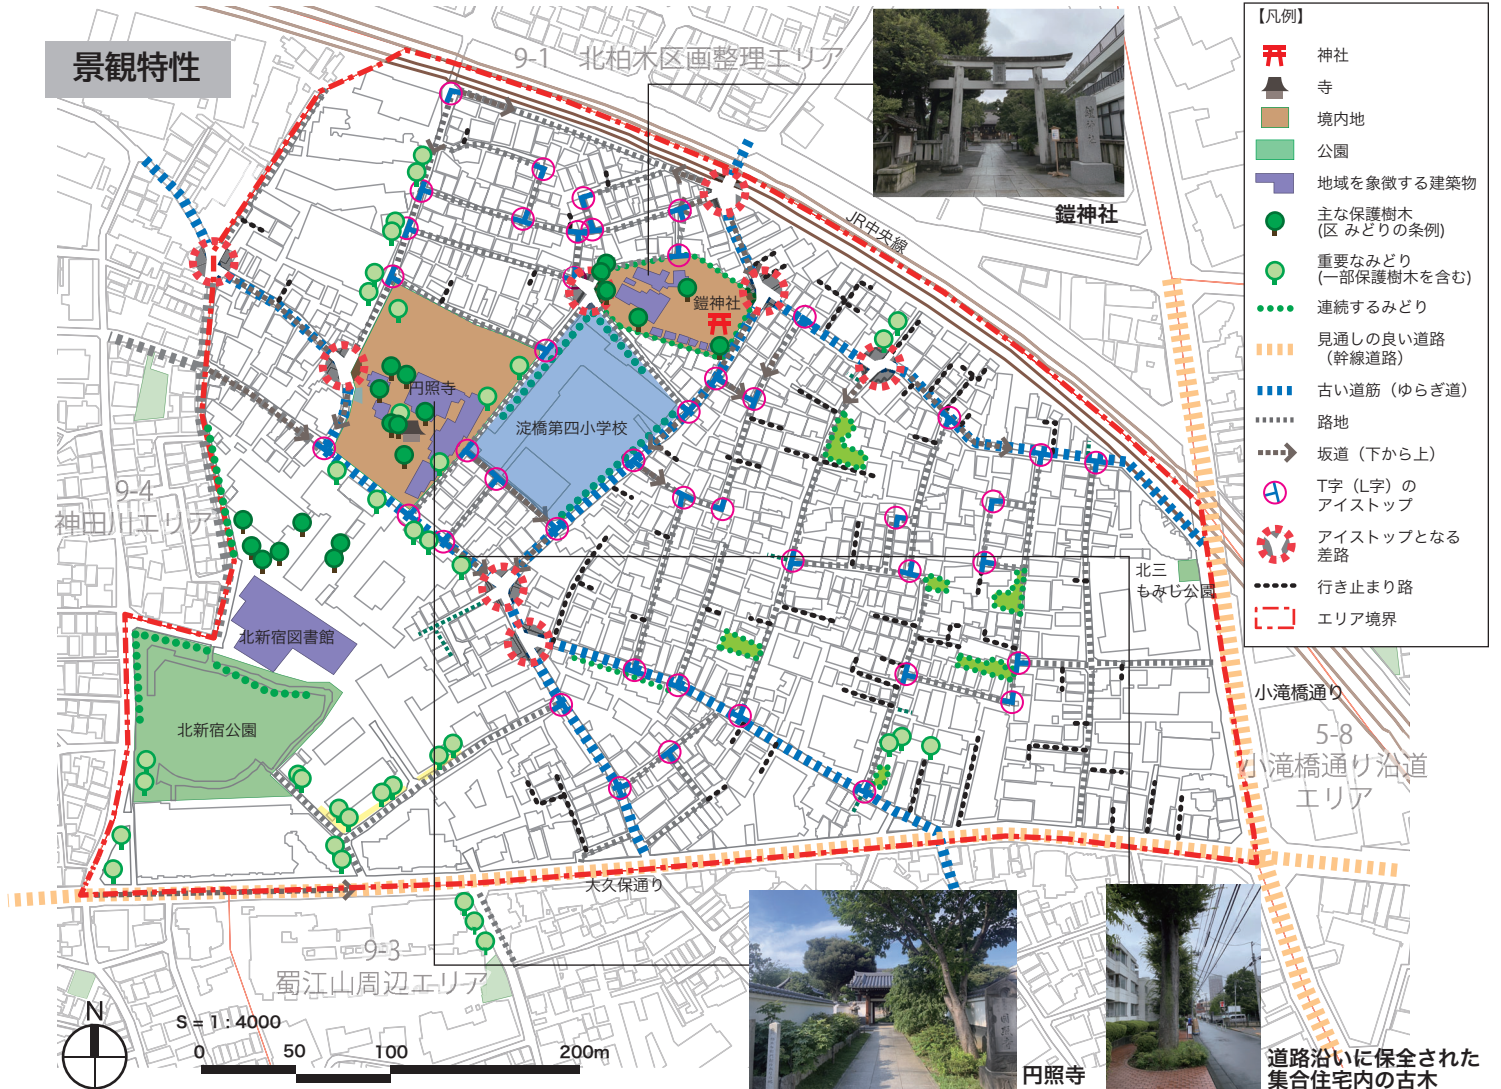 景観特性
9-1 北柏木区画整理エリア
JR中央線
鎧神社
鎧神社
円照寺
淀橋第四小学校
9-4
神田川エリア
北新宿図書館
北新宿公園
北三
もみじ公園
小滝橋通り
5-8
小滝橋通り沿道
エリア
大久保通り
9-3
蜀江山周辺エリア
N
S = 1 : 4000
0 50 100 200m
円照寺
道路沿いに保全された
集合住宅内の古木
【凡例】
神社
寺
境内地
公園
地域を象徴する建築物
主な保護樹木
(区 みどりの条例)
重要なみどり
(一部保護樹木を含む)
連続するみどり
見通しの良い道路
（幹線道路）
古い道筋（ゆらぎ道）
路地
坂道（下から上）
T字（L字）の
アイストップ
アイストップとなる
差路
行き止まり路
エリア境界